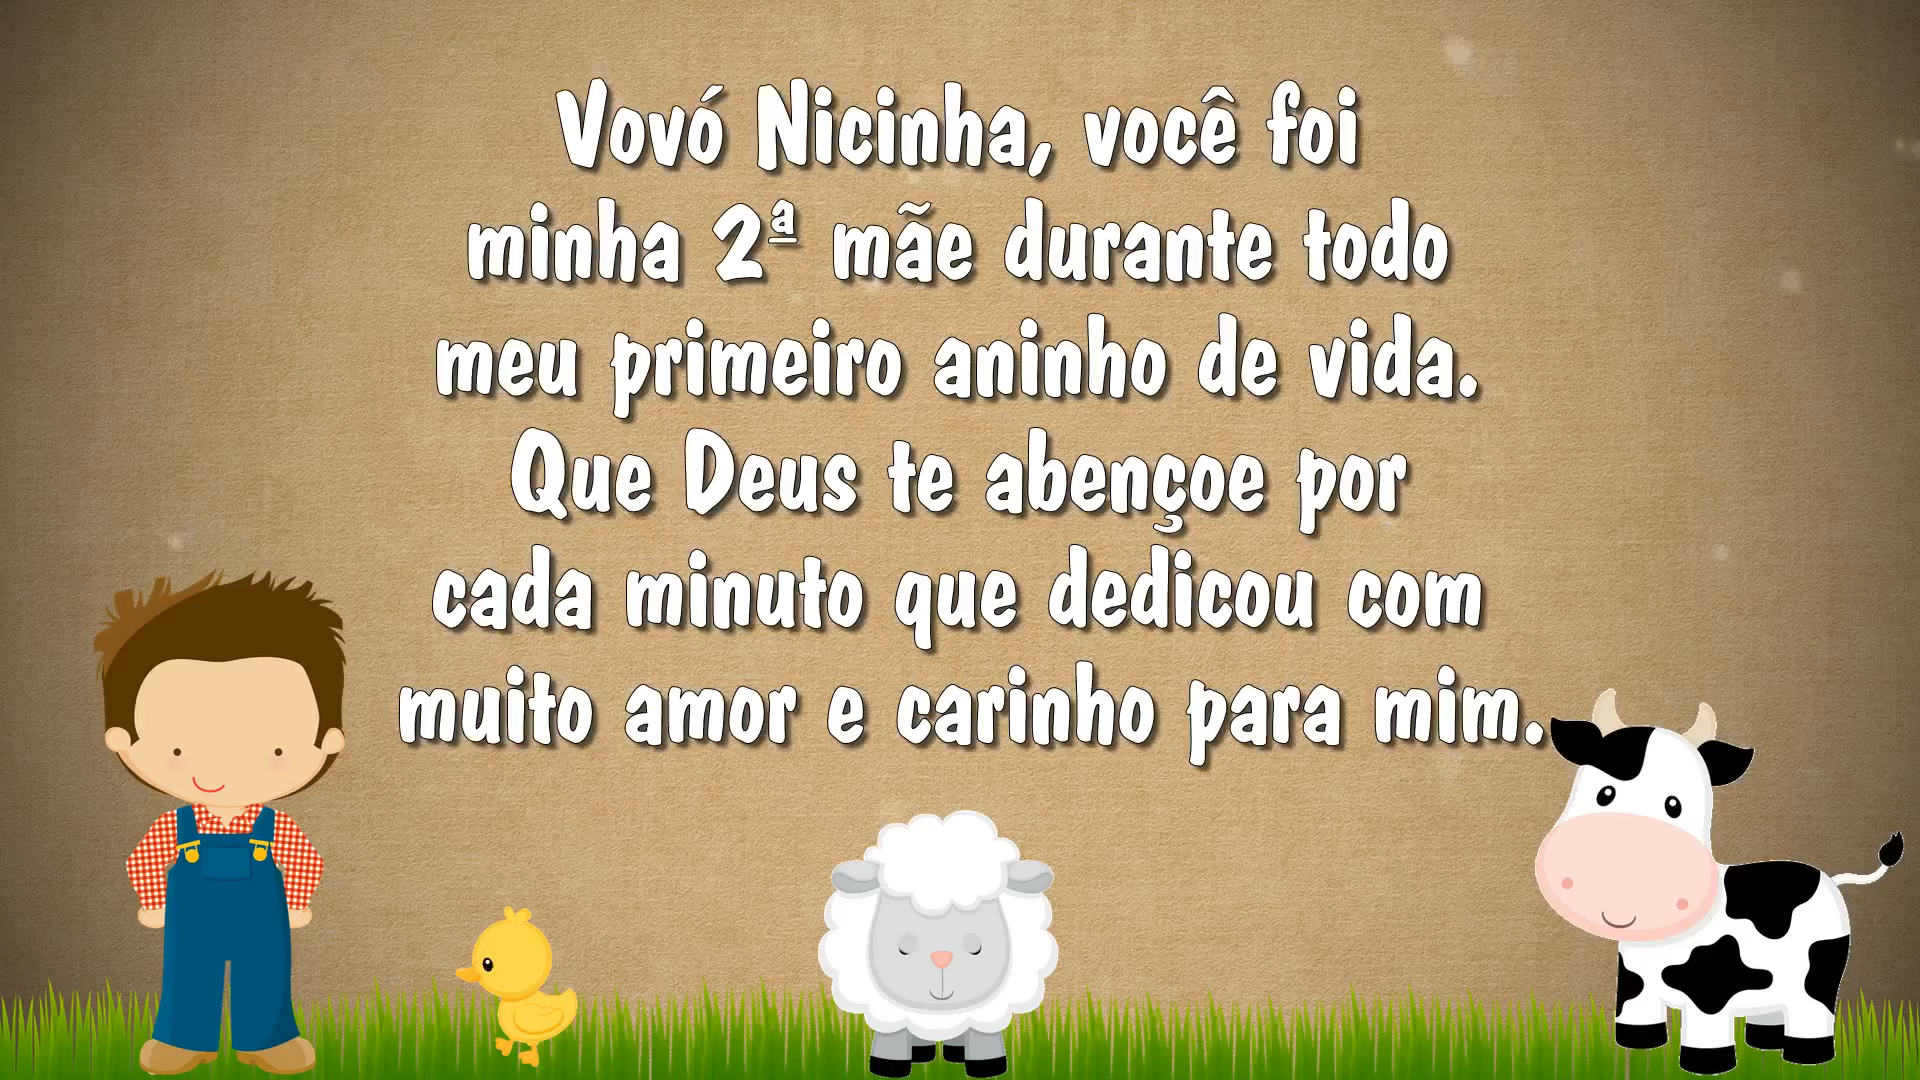 Vovó Nicinha, você foi
minha 2ª mãe durante todo
meu primeiro aninho de vida.
Que Deus te abençoe por
cada minuto que dedicou com
muito amor e carinho para mim.